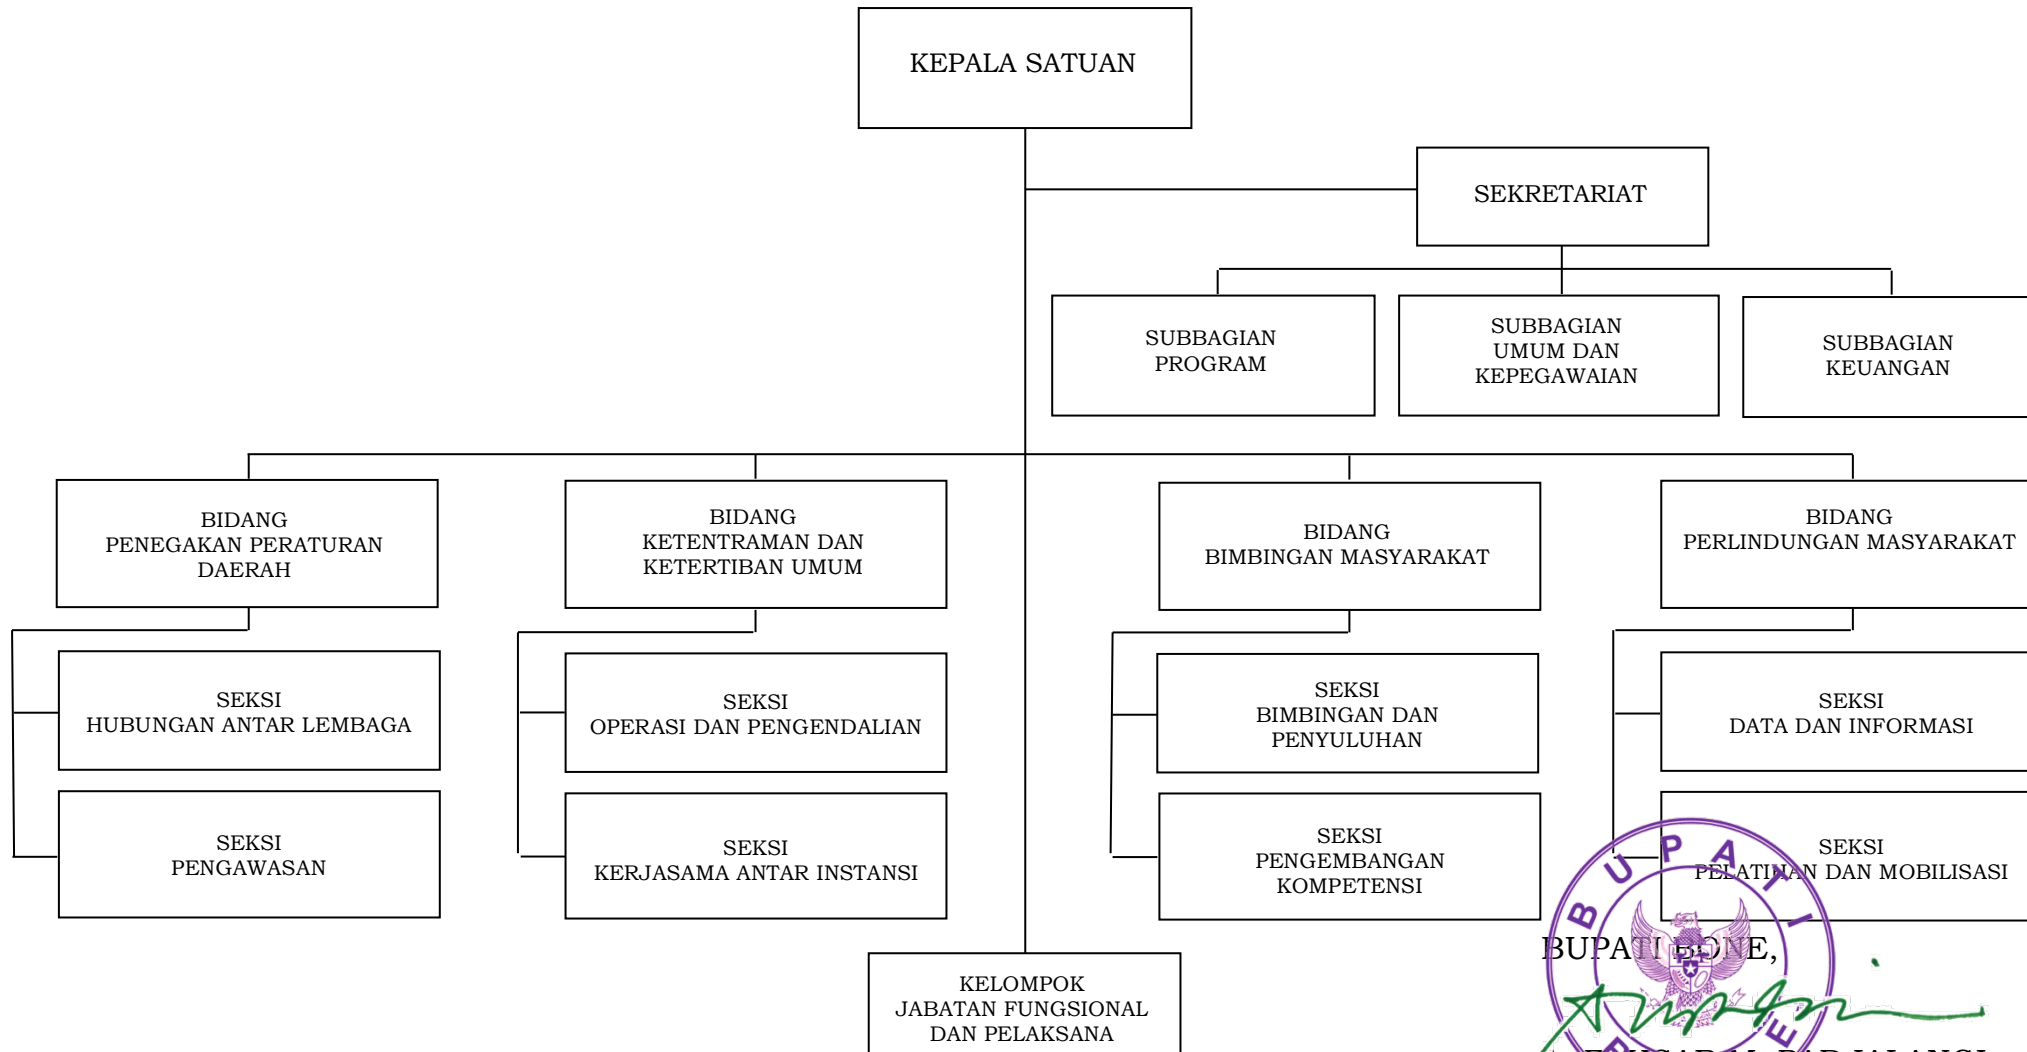 KEPALA SATUAN
SEKRETARIAT
SUBBAGIAN
PROGRAM
SUBBAGIAN
UMUM DAN
KEPEGAWAIAN
SUBBAGIAN
KEUANGAN
BIDANG
PENEGAKAN PERATURAN
DAERAH
BIDANG
KETENTRAMAN DAN
KETERTIBAN UMUM
BIDANG
BIMBINGAN MASYARAKAT
BIDANG
PERLINDUNGAN MASYARAKAT
SEKSI
HUBUNGAN ANTAR LEMBAGA
SEKSI
OPERASI DAN PENGENDALIAN
SEKSI
BIMBINGAN DAN
PENYULUHAN
SEKSI
DATA DAN INFORMASI
SEKSI
PENGAWASAN
SEKSI
KERJASAMA ANTAR INSTANSI
SEKSI
PENGEMBANGAN
KOMPETENSI
SEKSI
PELATIHAN DAN MOBILISASI
BUPATI
BUPATI BONE,
KELOMPOK
JABATAN FUNGSIONAL
DAN PELAKSANA